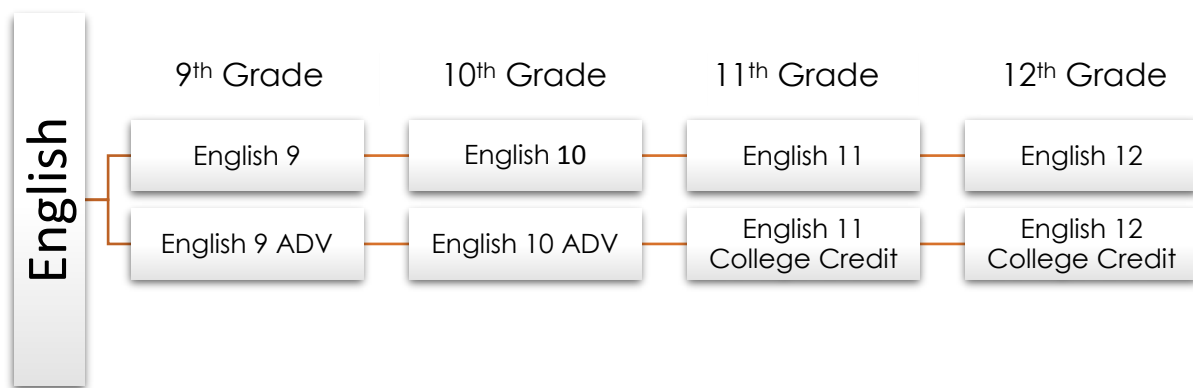 English
9th Grade
10th Grade
11th Grade
12th Grade
English 9
English 10
English 11
English 12
English 9 ADV
English 10 ADV
English 11
College Credit
English 12
College Credit